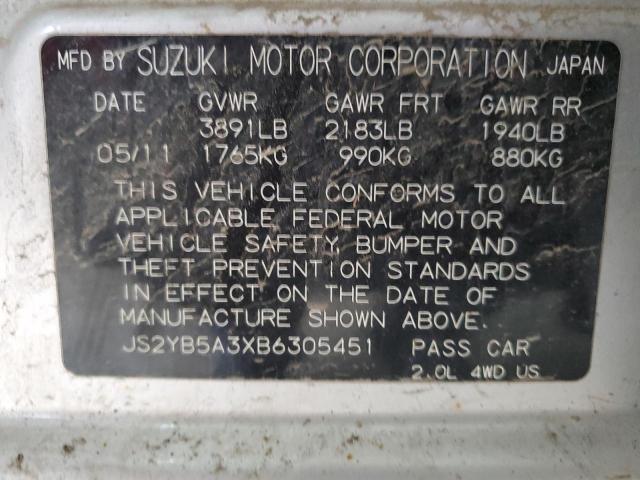 MFD BY SUZUKI MOTOR CORPORATION JAPAN
DATE GVWR GAWR FRT GAWR RR
3891LB 2183LB 1940LB
05/11 1765KG 990KG 880KG
THIS VEHICLE CONFORMS TO ALL
APPLICABLE FEDERAL MOTOR
VEHICLE SAFETY, BUMPER AND
THEFT PREVENTION STANDARDS
IN EFFECT ON THE DATE OF
MANUFACTURE SHOWN ABOVE.
JS2YB5A3XB6305451 PASS CAR
2.0L 4WD US